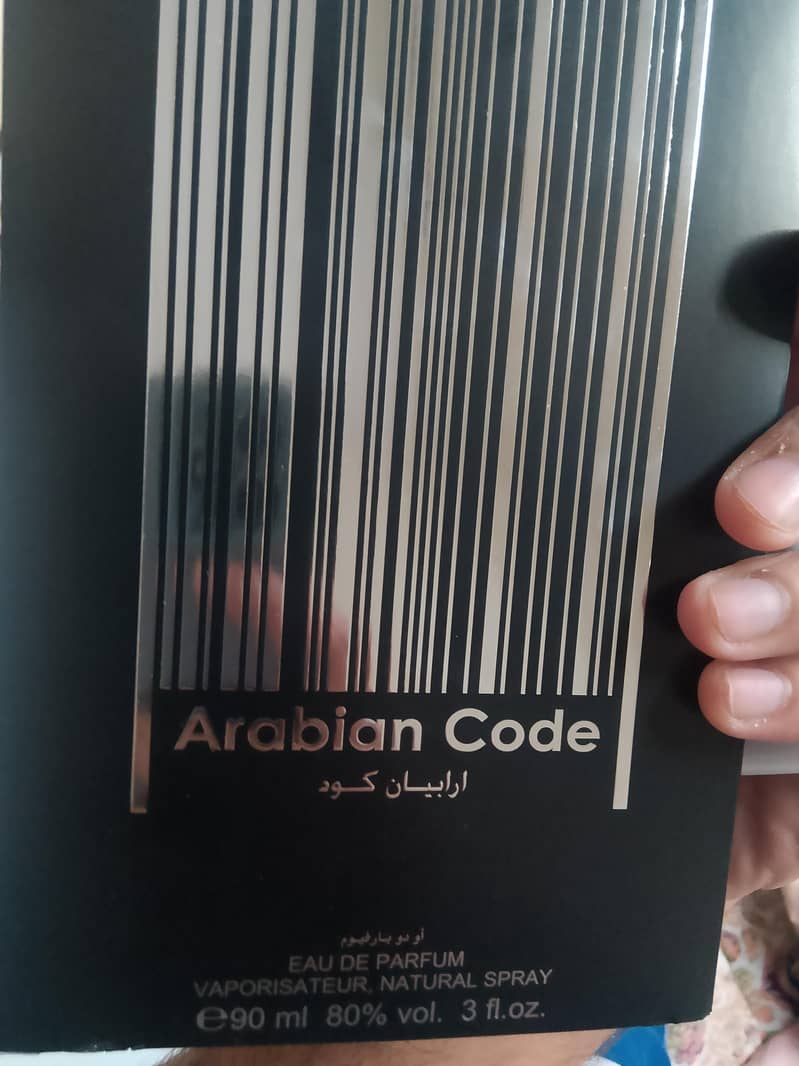 Arabian Code
ارابيان كود
أو دو بارفيوم
EAU DE PARFUM
VAPORISATEUR, NATURAL SPRAY
℮90 ml 80% vol. 3 fl.oz.